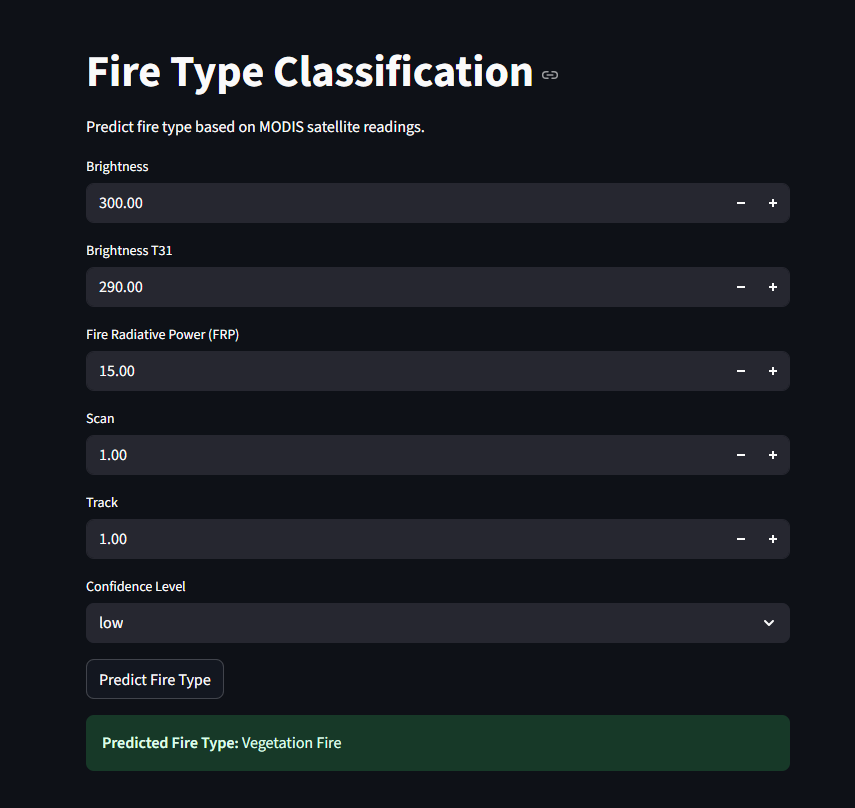 Fire Type Classification
Predict fire type based on MODIS satellite readings.
Brightness
300.00
Brightness T31
290.00
Fire Radiative Power (FRP)
15.00
Scan
1.00
Track
1.00
Confidence Level
low
Predict Fire Type
Predicted Fire Type: Vegetation Fire